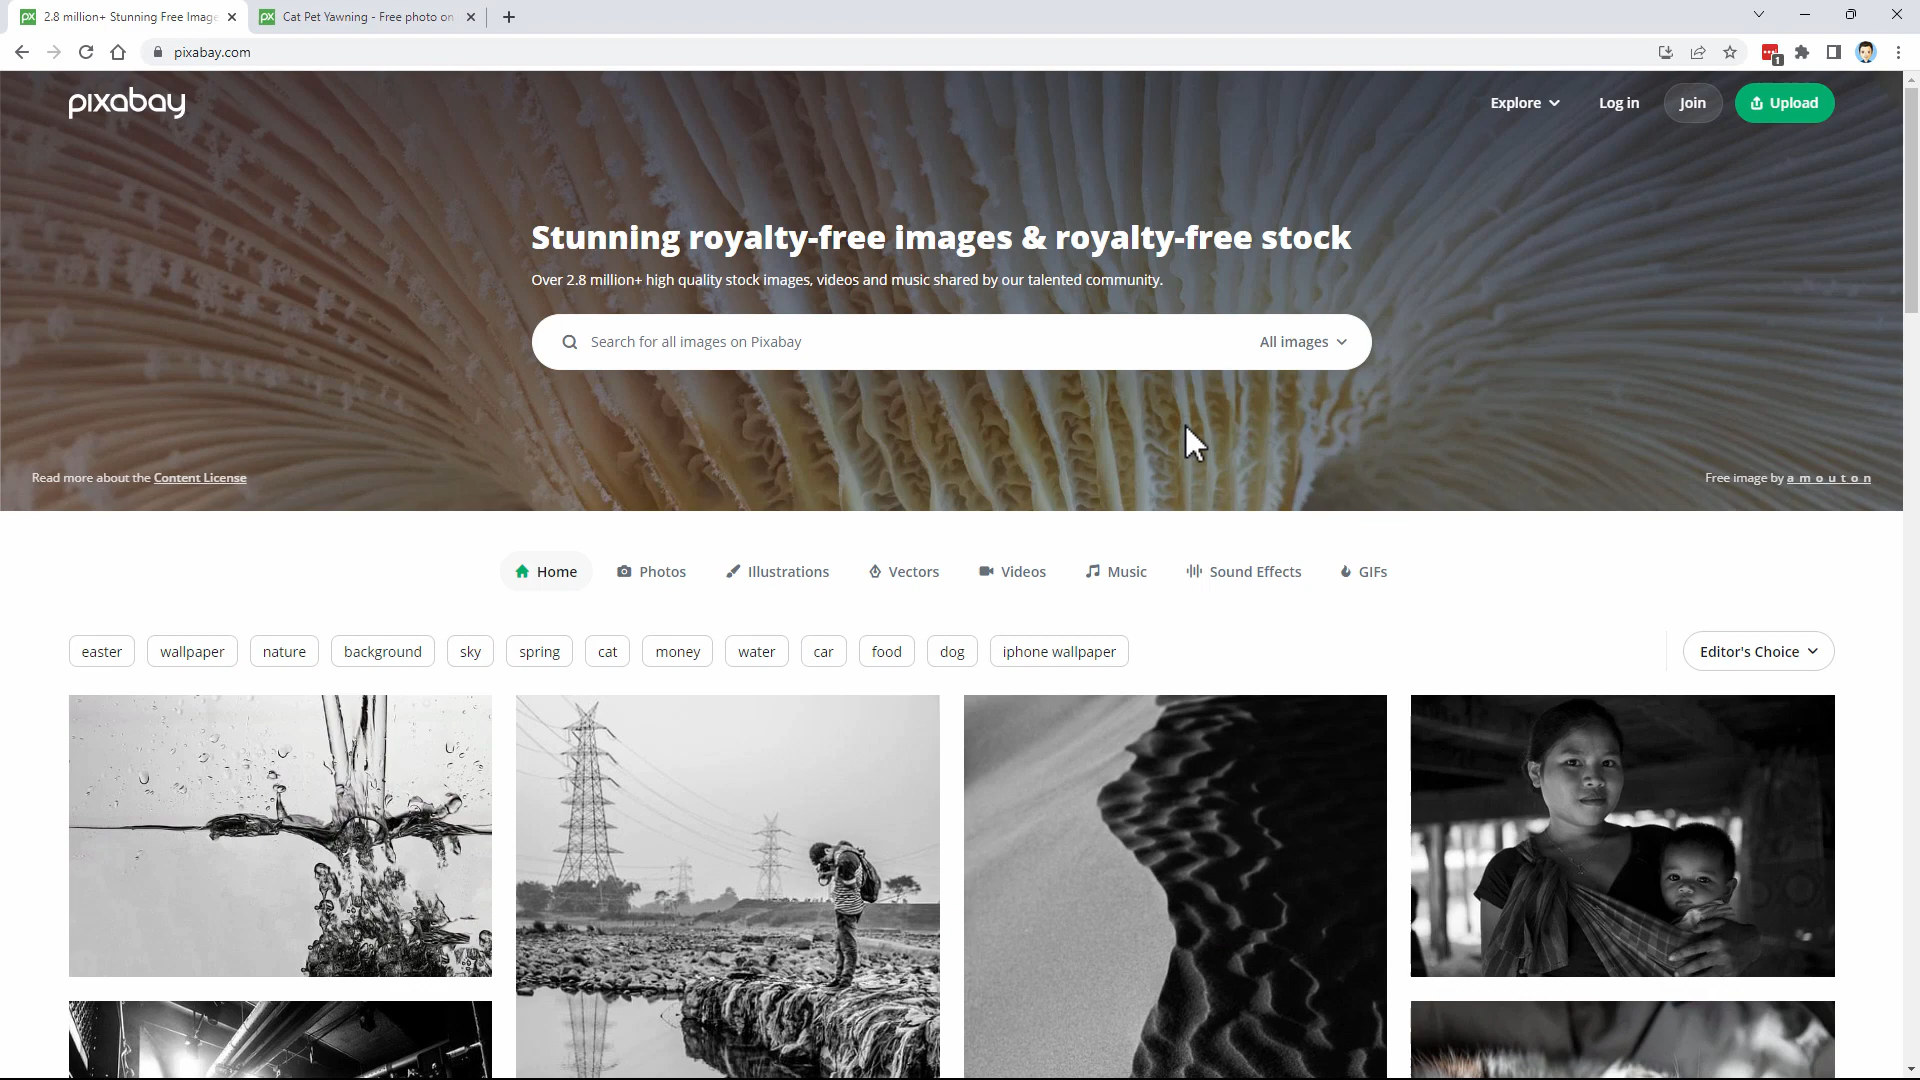 2.8 million+ Stunning Free Image
Cat Pet Yawning - Free photo on
pixabay.com
1
pixabay
Explore
Log in
Join
Upload
Stunning royalty-free images & royalty-free stock
Over 2.8 million+ high quality stock images, videos and music shared by our talented community.
Search for all images on Pixabay
All images
Read more about the Content License
Free image by a m o u t o n
Home
Photos
Illustrations
Vectors
Videos
Music
Sound Effects
GIFs
easter
wallpaper
nature
background
sky
spring
cat
money
water
car
food
dog
iphone wallpaper
Editor's Choice